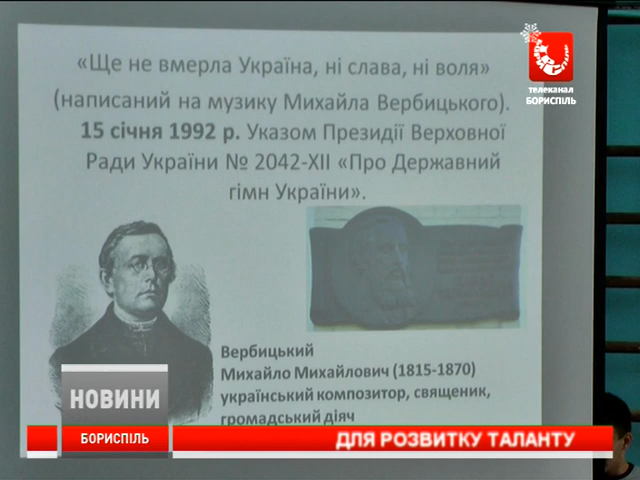 «Ще не вмерла Україна, ні слава, ні воля»
(написаний на музику Михайла Вербицького).
15 січня 1992 р. Указом Президії Верховної
Ради України № 2042-XII «Про Державний
гімн України».
телеканал
БОРИСПІЛЬ
Вербицький
Михайло Михайлович (1815-1870)
український композитор, священик,
громадський діяч
НОВИНИ
БОРИСПІЛЬ
ДЛЯ РОЗВИТКУ ТАЛАНТУ